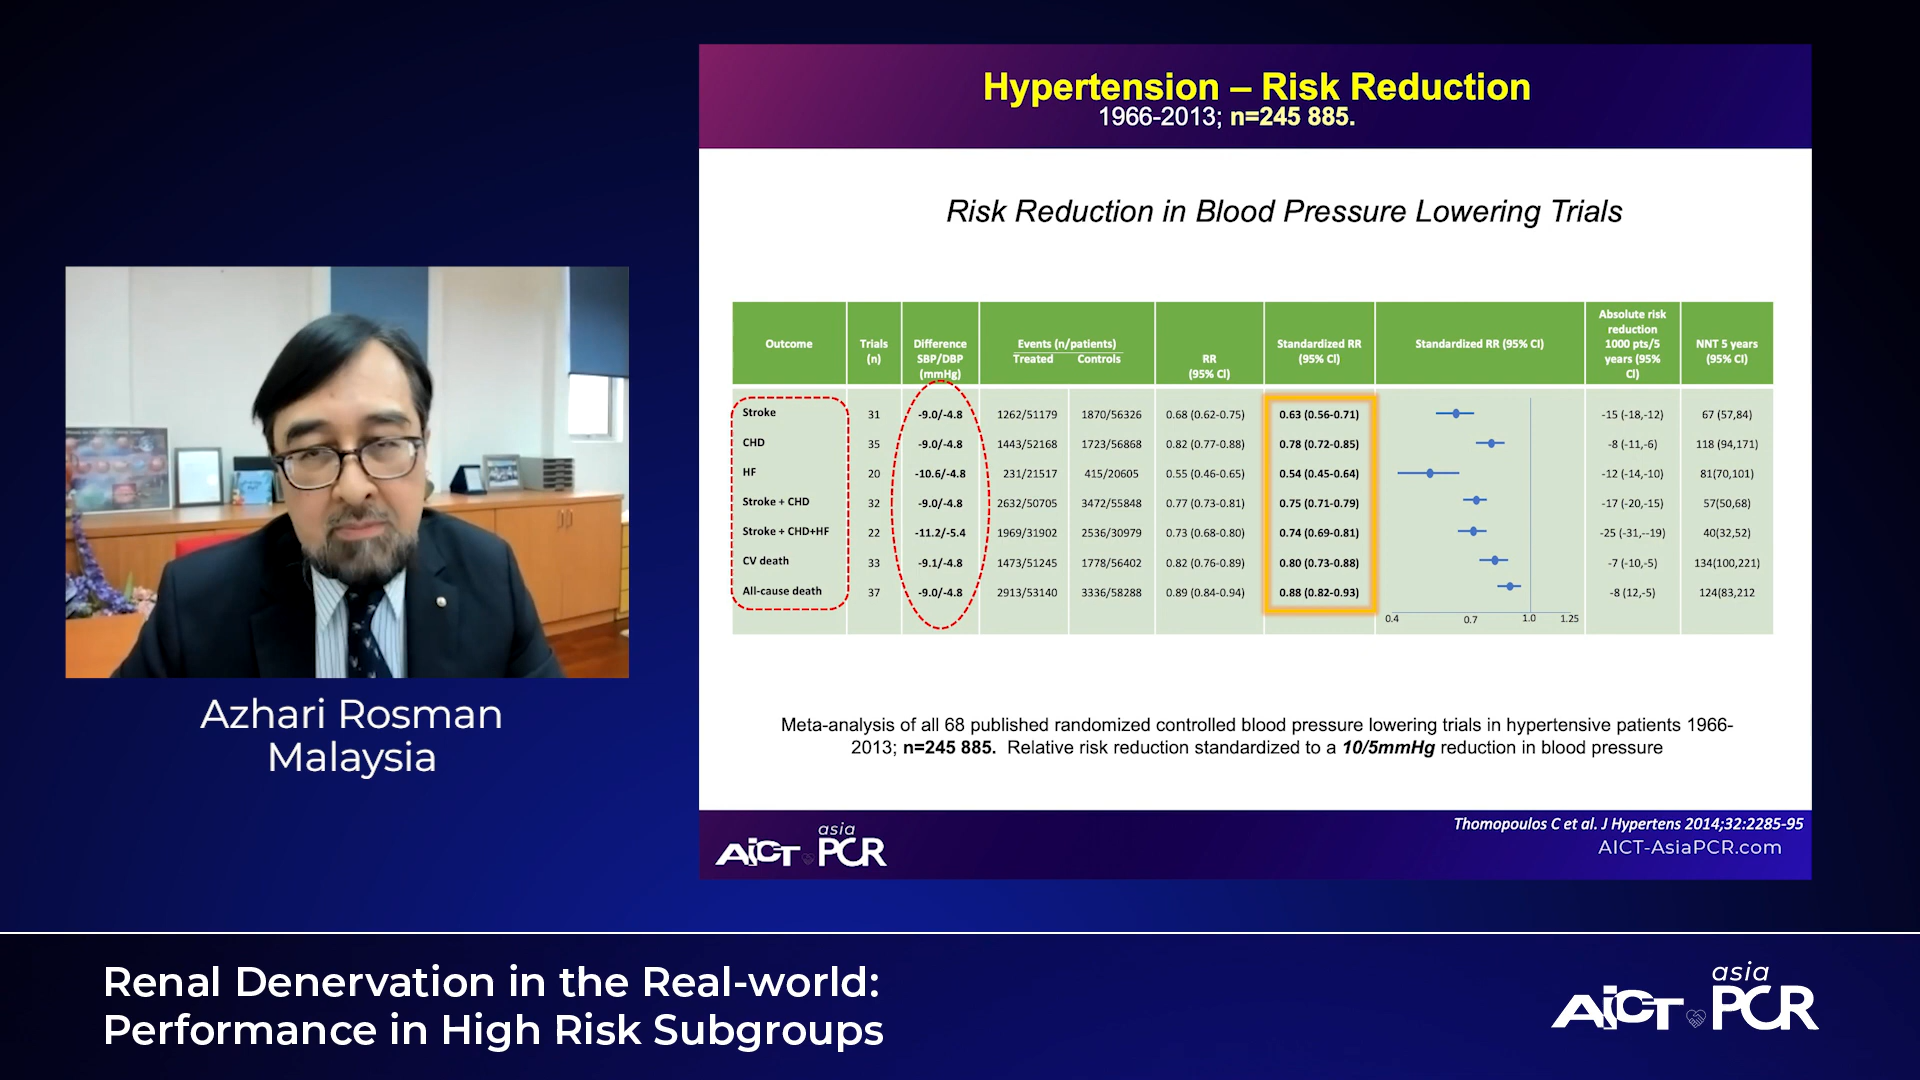 Hypertension – Risk Reduction
1966-2013; n=245 885.
Risk Reduction in Blood Pressure Lowering Trials
Outcome
Trials
(n)
Difference
SBP/DBP
(mmHg)
Events (n/patients)
Treated Controls
RR
(95% CI)
Standardized RR
(95% CI)
Standardized RR (95% CI)
Absolute risk
reduction
1000 pts/5
years (95%
CI)
NNT 5 years
(95% CI)
Stroke 31 -9.0/-4.8 1262/51179 1870/56326 0.68 (0.62-0.75) 0.63 (0.56-0.71) -15 (-18,-12) 67 (57,84)
CHD 35 -9.0/-4.8 1443/52168 1723/56868 0.82 (0.77-0.88) 0.78 (0.72-0.85) -8 (-11,-6) 118 (94,171)
HF 20 -10.6/-4.8 231/21517 415/20605 0.55 (0.46-0.65) 0.54 (0.45-0.64) -12 (-14,-10) 81(70,101)
Stroke + CHD 32 -9.0/-4.8 2632/50705 3472/55848 0.77 (0.73-0.81) 0.75 (0.71-0.79) -17 (-20,-15) 57(50,68)
Stroke + CHD+HF 22 -11.2/-5.4 1969/31902 2536/30979 0.73 (0.68-0.80) 0.74 (0.69-0.81) -25 (-31,--19) 40(32,52)
CV death 33 -9.1/-4.8 1473/51245 1778/56402 0.82 (0.76-0.89) 0.80 (0.73-0.88) -7 (-10,-5) 134(100,221)
All-cause death 37 -9.0/-4.8 2913/53140 3336/58288 0.89 (0.84-0.94) 0.88 (0.82-0.93) -8 (12,-5) 124(83,212
0.4 0.7 1.0 1.25
Meta-analysis of all 68 published randomized controlled blood pressure lowering trials in hypertensive patients 1966-
2013; n=245 885. Relative risk reduction standardized to a 10/5mmHg reduction in blood pressure
Thomopoulos C et al. J Hypertens 2014;32:2285-95
AICT-AsiaPCR.com
asia
AiCT PCR
Azhari Rosman
Malaysia
Renal Denervation in the Real-world:
Performance in High Risk Subgroups
asia
AiCT PCR